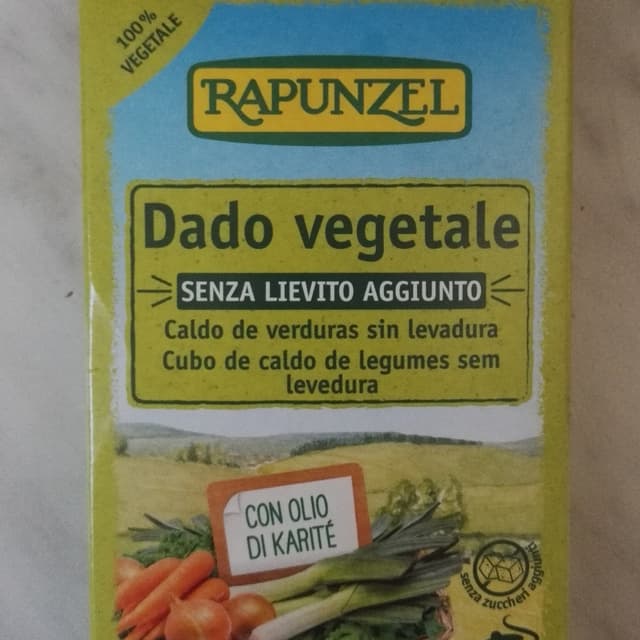 100%
VEGETALE
RAPUNZEL
Dado vegetale
SENZA LIEVITO AGGIUNTO
Caldo de verduras sin levadura
Cubo de caldo de legumes sem
levedura
CON OLIO
DI KARITÉ
senza zuccheri aggiunti